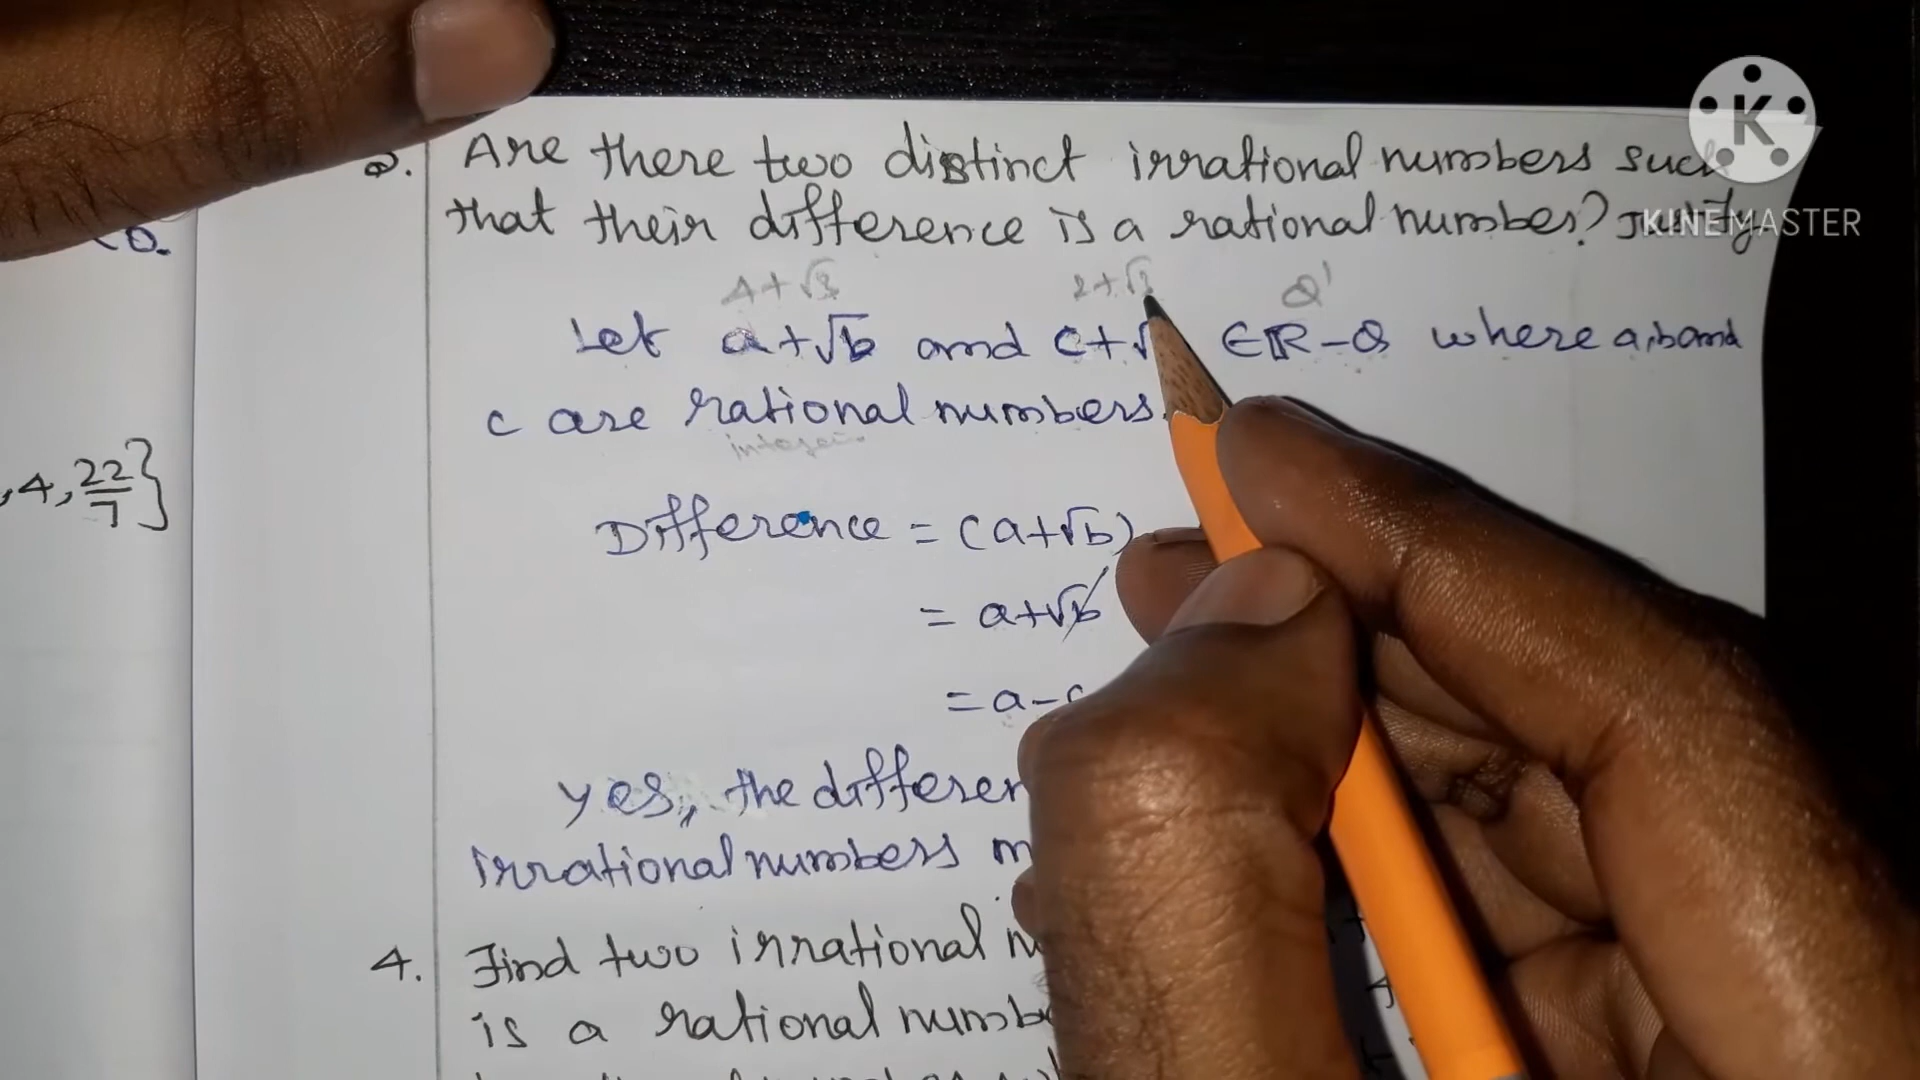 Q.
Are there two distinct irrational numbers such
that their difference is a rational number? Justify
4+√3 2+√3 Q'
Let a+√b and c+√ ∈ℝ-Q where a,b and
c are rational numbers.
Difference = (a+√b)
= a+√b
= a-c
yes, the differen
irrational numbers m
4. Find two irrational n
is a rational numb
,4,22/7}
K
KINEMASTER